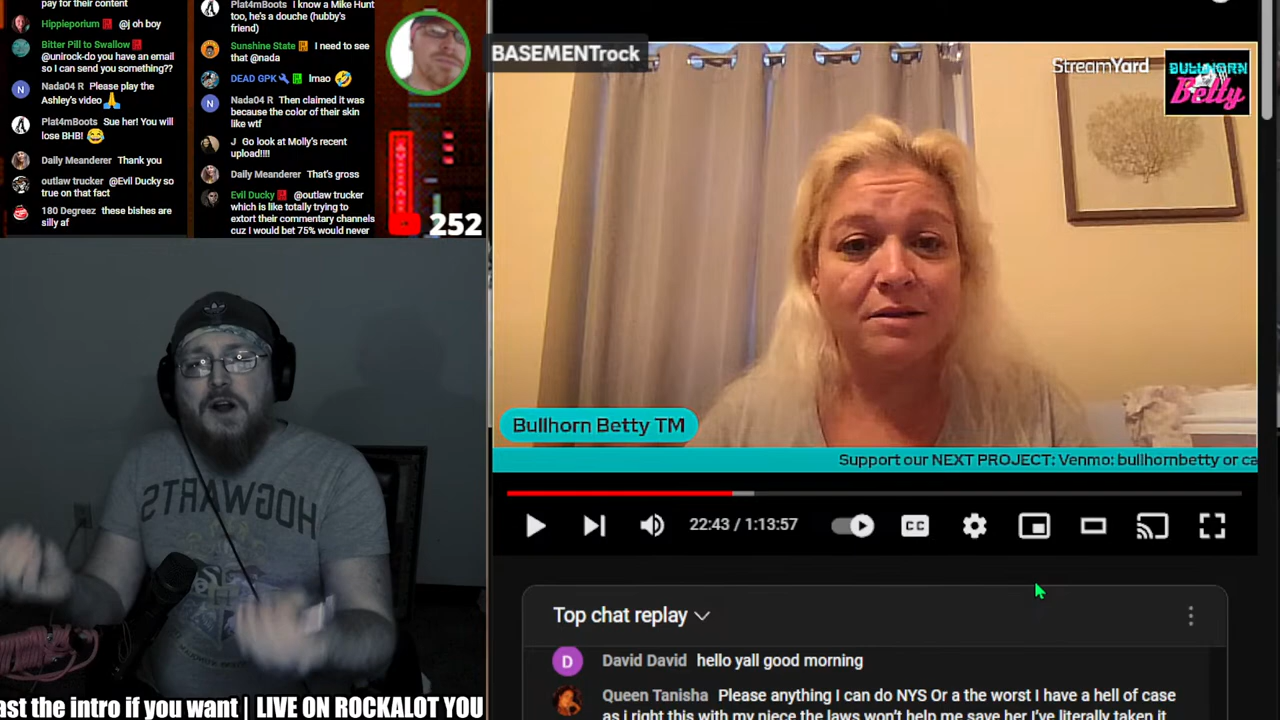 pay for their content
Hippieporium @j oh boy
Bitter Pill to Swallow
@unirock-do you have an email
so I can send you something??
Nada04 R Please play the
Ashley's video🙏
Plat4mBoots Sue her! You will
lose BHB! 😂
Daily Meanderer Thank you
outlaw trucker @Evil Ducky so
true on that fact
180 Degreez these bishes are
silly af
Plat4mBoots I know a Mike Hunt
too, he's a douche (hubby's
friend)
Sunshine State I need to see
that @nada
DEAD GPK🔧 lmao 🤣
Nada04 R Then claimed it was
because the color of their skin
like wtf
J Go look at Molly's recent
upload!!!!
Daily Meanderer That's gross
Evil Ducky @outlaw trucker
which is like totally trying to
extort their commentary channels
cuz I would bet 75% would never
252
BASEMENTrock
StreamYard
BULLHORN
Betty
HOGWARTS
Bullhorn Betty TM
Support our NEXT PROJECT: Venmo: bullhornbetty or ca
22:43 / 1:13:57
CC
Top chat replay
D
David David hello yall good morning
Queen Tanisha Please anything I can do NYS Or a the worst I have a hell of case
as i right this with my niece the laws won't help me save her I've literally taken it
ast the intro if you want | LIVE ON ROCKALOT YOU